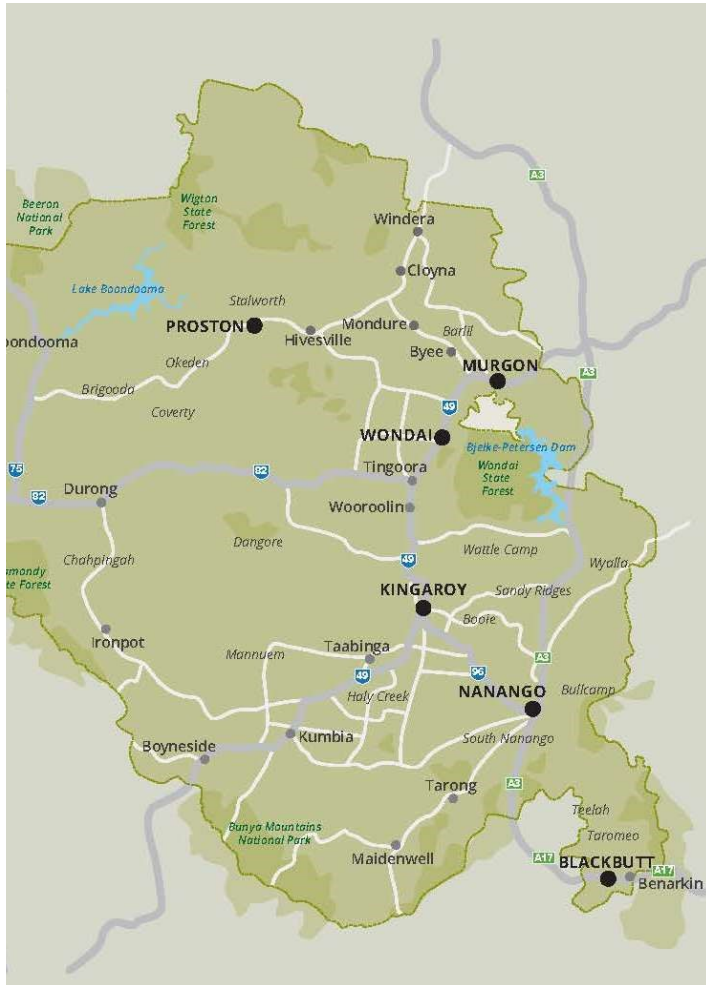 A3
Beeron
National
Park
Wigton
State
Forest
Windera
Cloyna
Lake Boondooma
Stalworth
PROSTON
Mondure
Barlil
Hivesville
oondooma
Byee
Okeden
MURGON
A3
Brigooda
Coverty
49
WONDAI
Bjelke-Petersen Dam
75
82
Tingoora
Wondai
State
Forest
82
Durong
Wooroolin
Dangore
Wattle Camp
Chahpingah
49
Wyalla
smondy
te Forest
KINGAROY
Sandy Ridges
Booie
Ironpot
Mannuem
Taabinga
A3
49
96
Haly Creek
NANANGO
Bullcamp
Kumbia
South Nanango
Boyneside
Tarong
A3
Teelah
Bunya Mountains
National Park
Taromeo
Maidenwell
A17
BLACKBUTT
A17
Benarkin